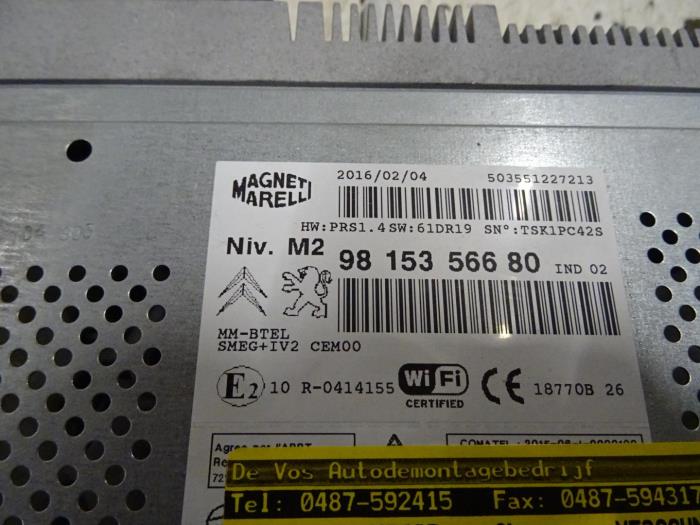 MAGNETI
MARELLI
2016/02/04 503551227213
HW:PRS1.4 SW:61DR19 SN°:TSK1PC42S
Niv. M2 98 153 566 80 IND 02
MM-BTEL
SMEG+IV2 CEM00
E2 10 R-0414155 WiFi CERTIFIED CE 18770B 26
De Vos Autodemontagebedrijf
Tel: 0487-592415 Fax: 0487-594317